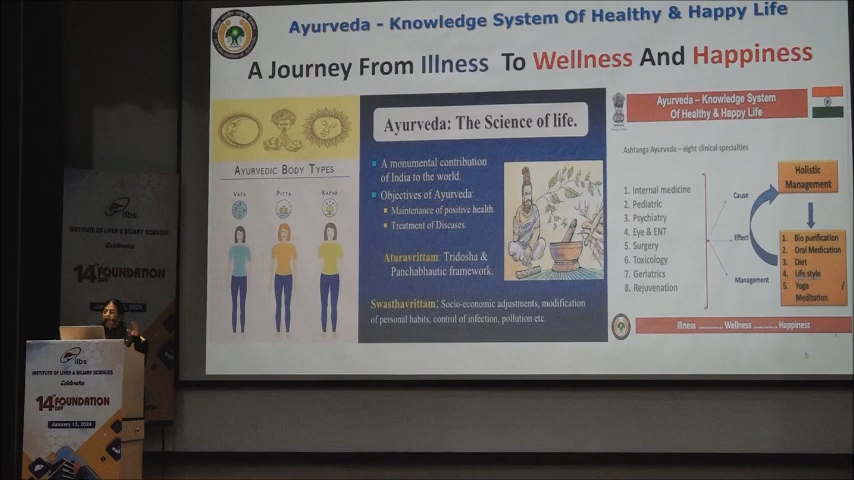 Ayurveda - Knowledge System Of Healthy & Happy Life
A Journey From Illness To Wellness And Happiness
AYURVEDIC BODY TYPES
VATA PITTA KAPHA
Ayurveda: The Science of life.
A monumental contribution
of India to the world.
Objectives of Ayurveda:
Maintenance of positive health.
Treatment of Diseases.
Aturavrittam: Tridosha &
Panchabhautic framework.
Swasthavrittam: Socio-economic adjustments, modification
of personal habits, control of infection, pollution etc.
Ayurveda – Knowledge System
Of Healthy & Happy Life
Ashtanga Ayurveda – eight clinical specialties
1. Internal medicine
2. Pediatric
3. Psychiatry
4. Eye & ENT
5. Surgery
6. Toxicology
7. Geriatrics
8. Rejuvenation
Cause
Effect
Management
Holistic
Management
1. Bio purification
2. Oral Medication
3. Diet
4. Life style
5. Yoga /
Meditation
Illness ............ Wellness ............ Happiness
5
ilbs
INSTITUTE OF LIVER & BILIARY SCIENCES
Celebrates
14 FOUNDATION
DAY
2024
ilbs
INSTITUTE OF LIVER & BILIARY SCIENCES
Celebrates
14 FOUNDATION
DAY
January 13, 2024